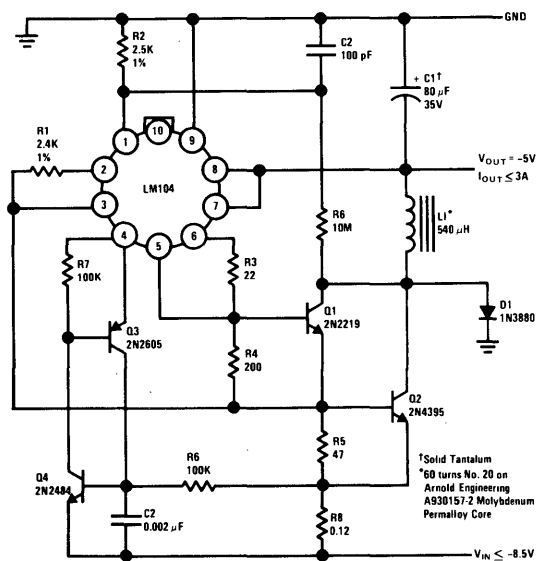 GND
R2
2.5K
1%
C2
100 pF
+ C1†
80 µF
35V
R1
2.4K
1%
1
10
9
2
8
LM104
3
7
4
5
6
VOUT = -5V
IOUT ≤ 3A
L1*
540 µH
R7
100K
R3
22
R6
10M
Q3
2N2605
Q1
2N2219
D1
1N3880
R4
200
Q2
2N4395
Q4
2N2484
R6
100K
R5
47
C2
0.002 µF
R8
0.12
†Solid Tantalum
*60 turns No. 20 on
Arnold Engineering
A930157-2 Molybdenum
Permalloy Core
VIN ≤ -8.5V